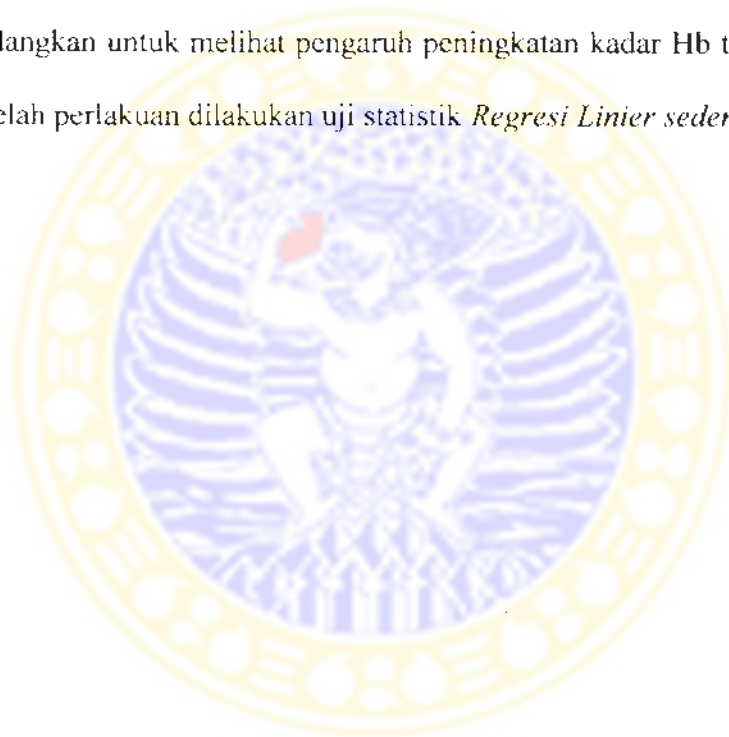 dangkan untuk melihat pengaruh peningkatan kadar Hb t
elah perlakuan dilakukan uji statistik Regresi Linier seder